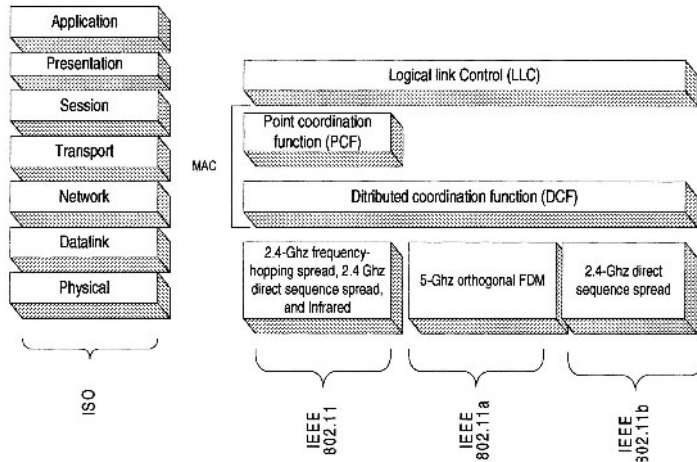 Application
Presentation
Session
Transport
Network
Datalink
Physical
ISO
Logical link Control (LLC)
MAC
Point coordination
function (PCF)
Ditributed coordination function (DCF)
2.4-Ghz frequency-
hopping spread, 2.4 Ghz
direct sequence spread,
and Infrared
5-Ghz orthogonal FDM
2.4-Ghz direct
sequence spread
IEEE
802.11
IEEE
802.11a
IEEE
802.11b